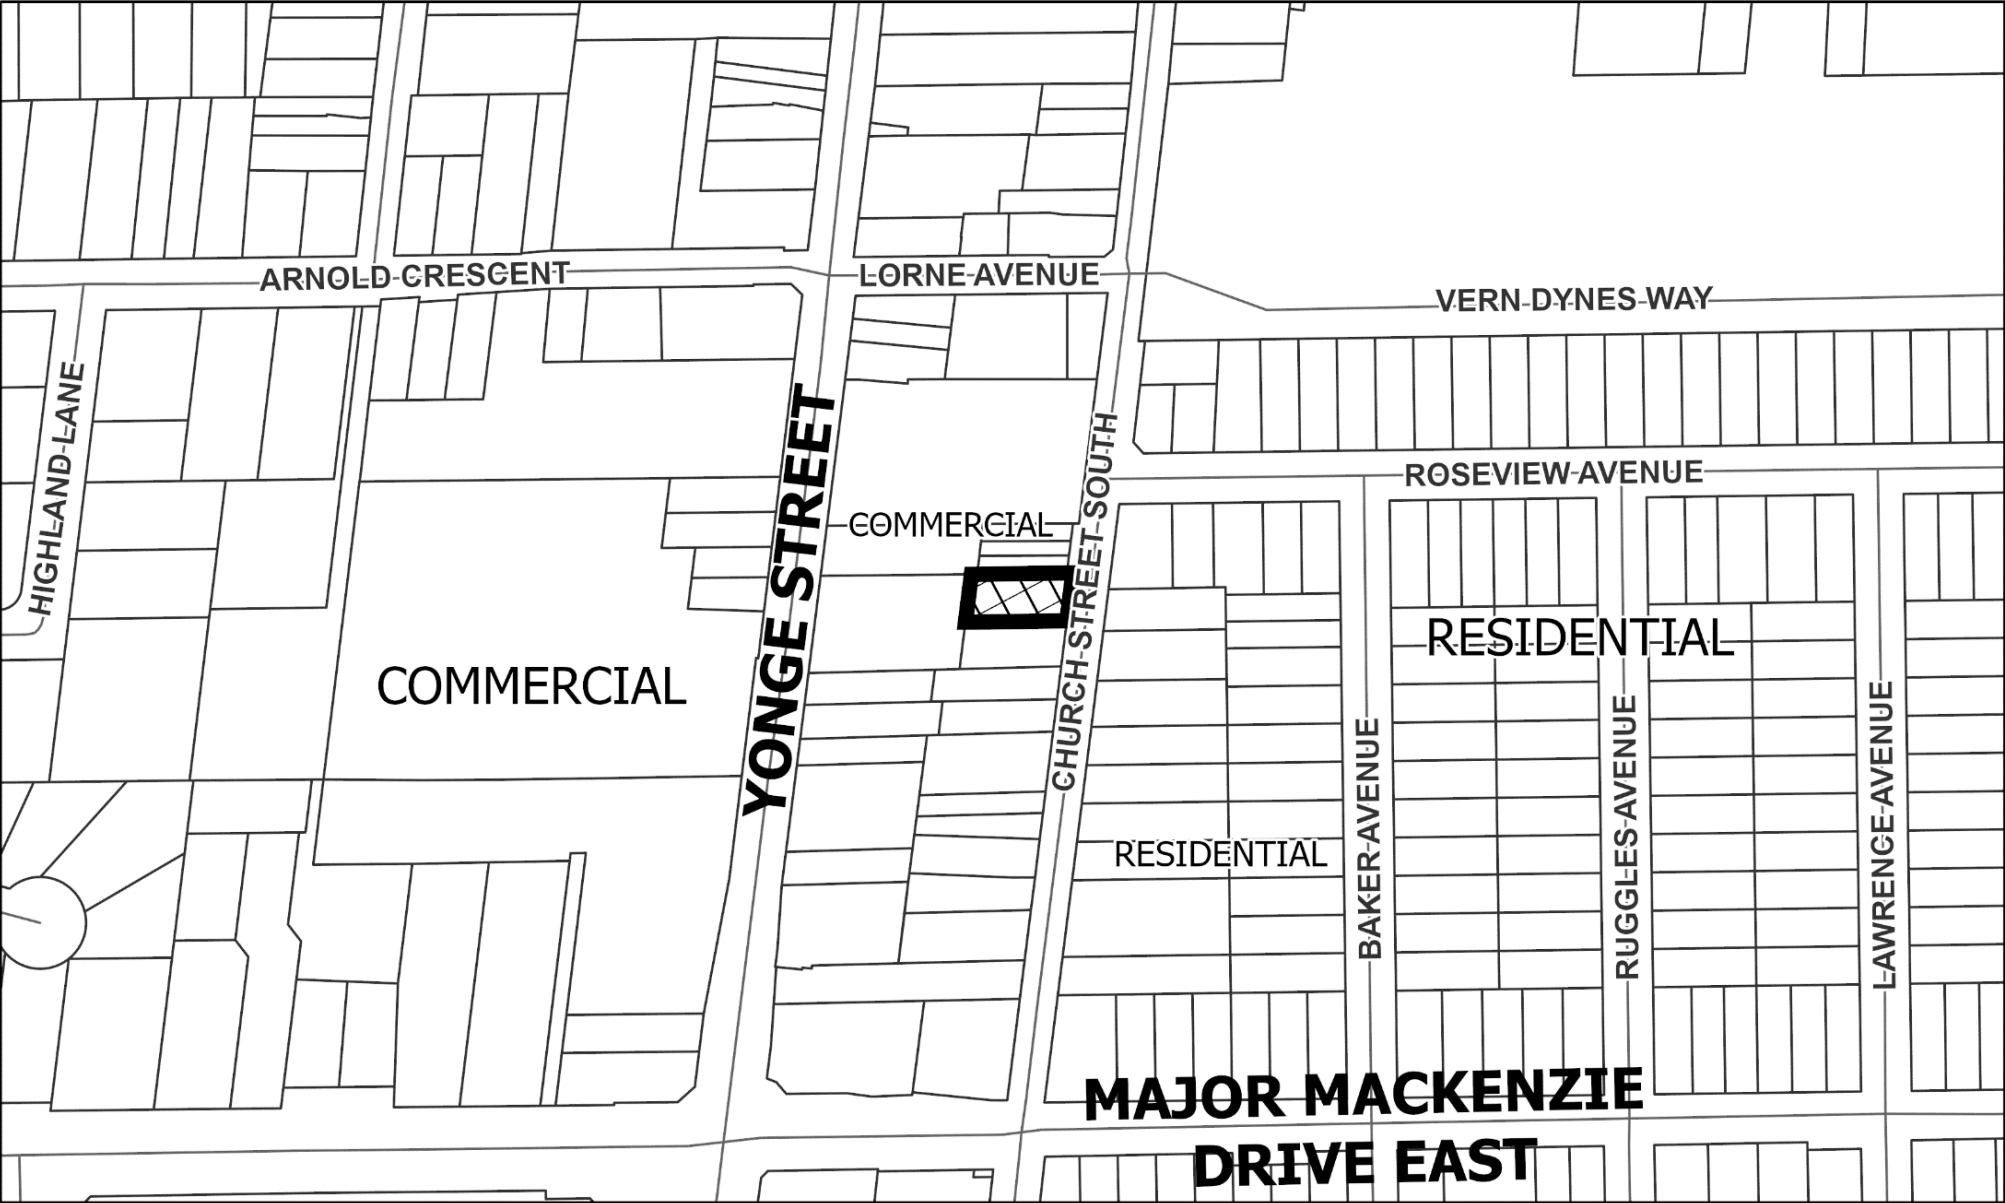 ARNOLD CRESCENT
LORNE AVENUE
VERN DYNES WAY
HIGHLAND LANE
YONGE STREET
CHURCH STREET SOUTH
ROSEVIEW AVENUE
COMMERCIAL
RESIDENTIAL
COMMERCIAL
BAKER AVENUE
RUGGLES AVENUE
LAWRENCE AVENUE
RESIDENTIAL
MAJOR MACKENZIE
DRIVE EAST